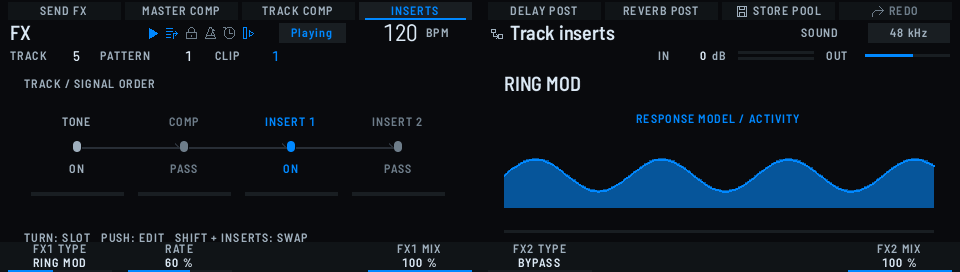 SEND FX MASTER COMP TRACK COMP INSERTS DELAY POST REVERB POST STORE POOL REDO
FX Playing 120 BPM Track inserts SOUND 48 kHz
TRACK 5 PATTERN 1 CLIP 1 IN 0 dB OUT
TRACK / SIGNAL ORDER RING MOD
TONE COMP INSERT 1 INSERT 2 RESPONSE MODEL / ACTIVITY
ON PASS ON PASS
TURN: SLOT PUSH: EDIT SHIFT + INSERTS: SWAP
FX1 TYPE RATE FX1 MIX FX2 TYPE FX2 MIX
RING MOD 60 % 100 % BYPASS 100 %